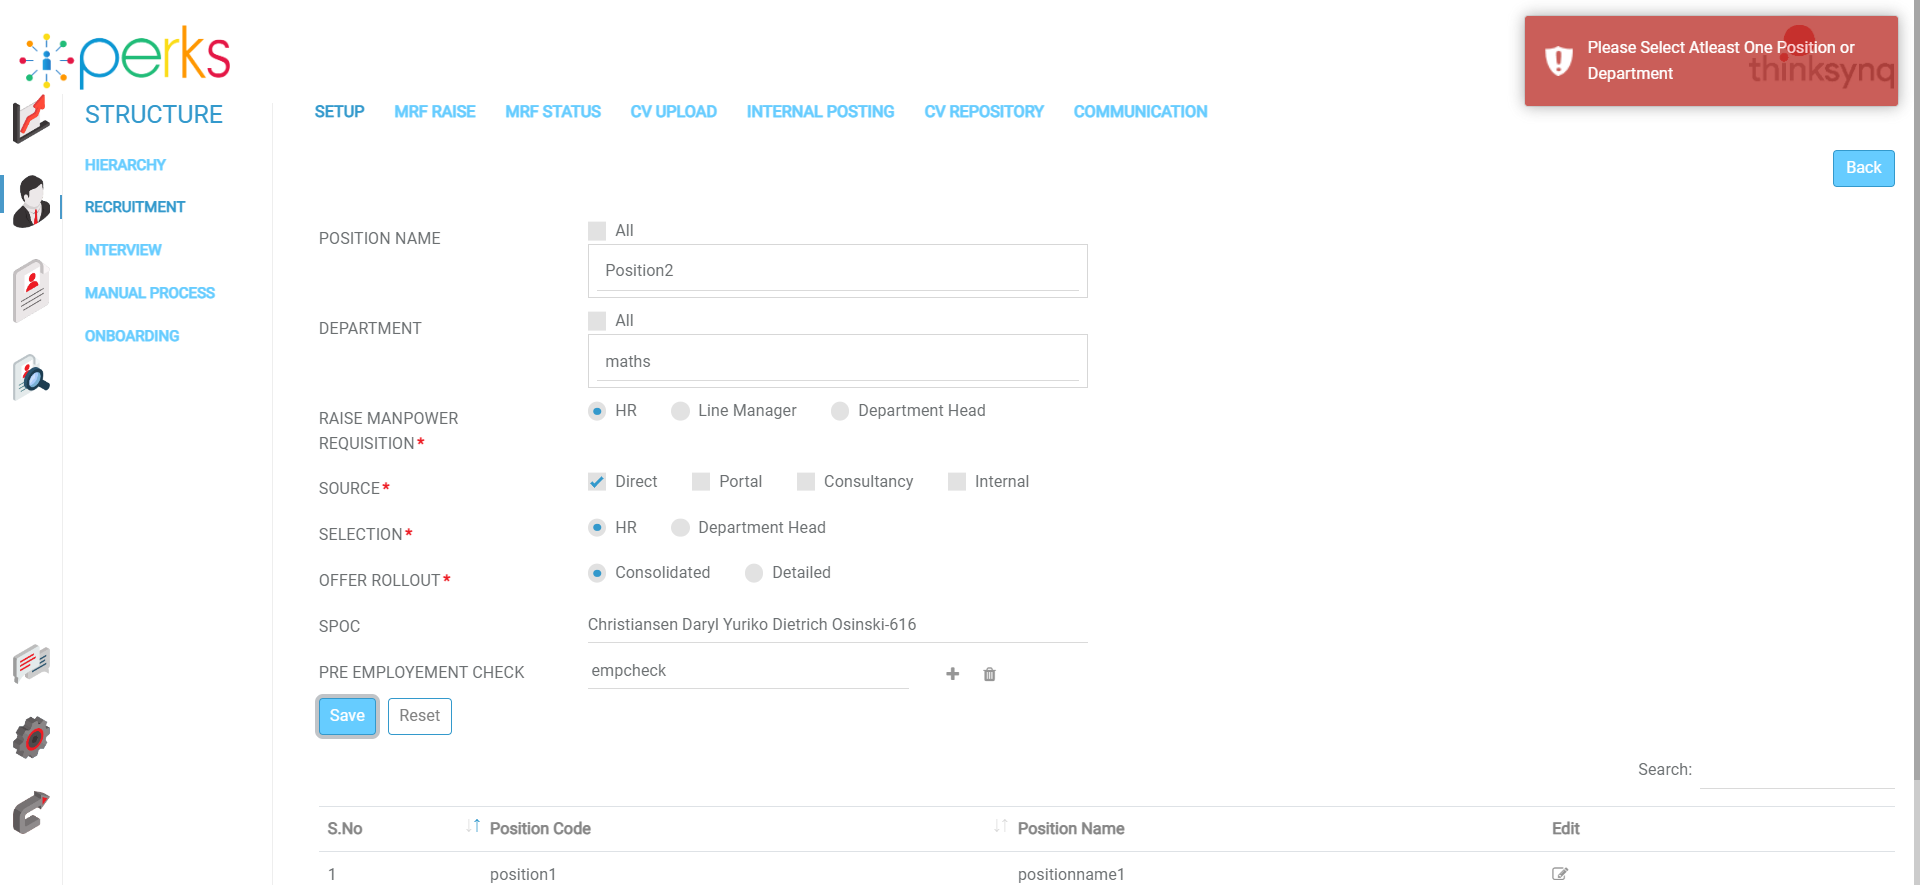 perks
Please Select Atleast One Position or
Department
thinksynq
STRUCTURE
SETUP MRF RAISE MRF STATUS CV UPLOAD INTERNAL POSTING CV REPOSITORY COMMUNICATION
HIERARCHY
RECRUITMENT
INTERVIEW
MANUAL PROCESS
ONBOARDING
Back
POSITION NAME
All
Position2
DEPARTMENT
All
maths
RAISE MANPOWER
REQUISITION*
HR Line Manager Department Head
SOURCE*
Direct Portal Consultancy Internal
SELECTION*
HR Department Head
OFFER ROLLOUT*
Consolidated Detailed
SPOC
Christiansen Daryl Yuriko Dietrich Osinski-616
PRE EMPLOYEMENT CHECK
empcheck
Save Reset
Search:
S.No Position Code Position Name Edit
1 position1 positionname1